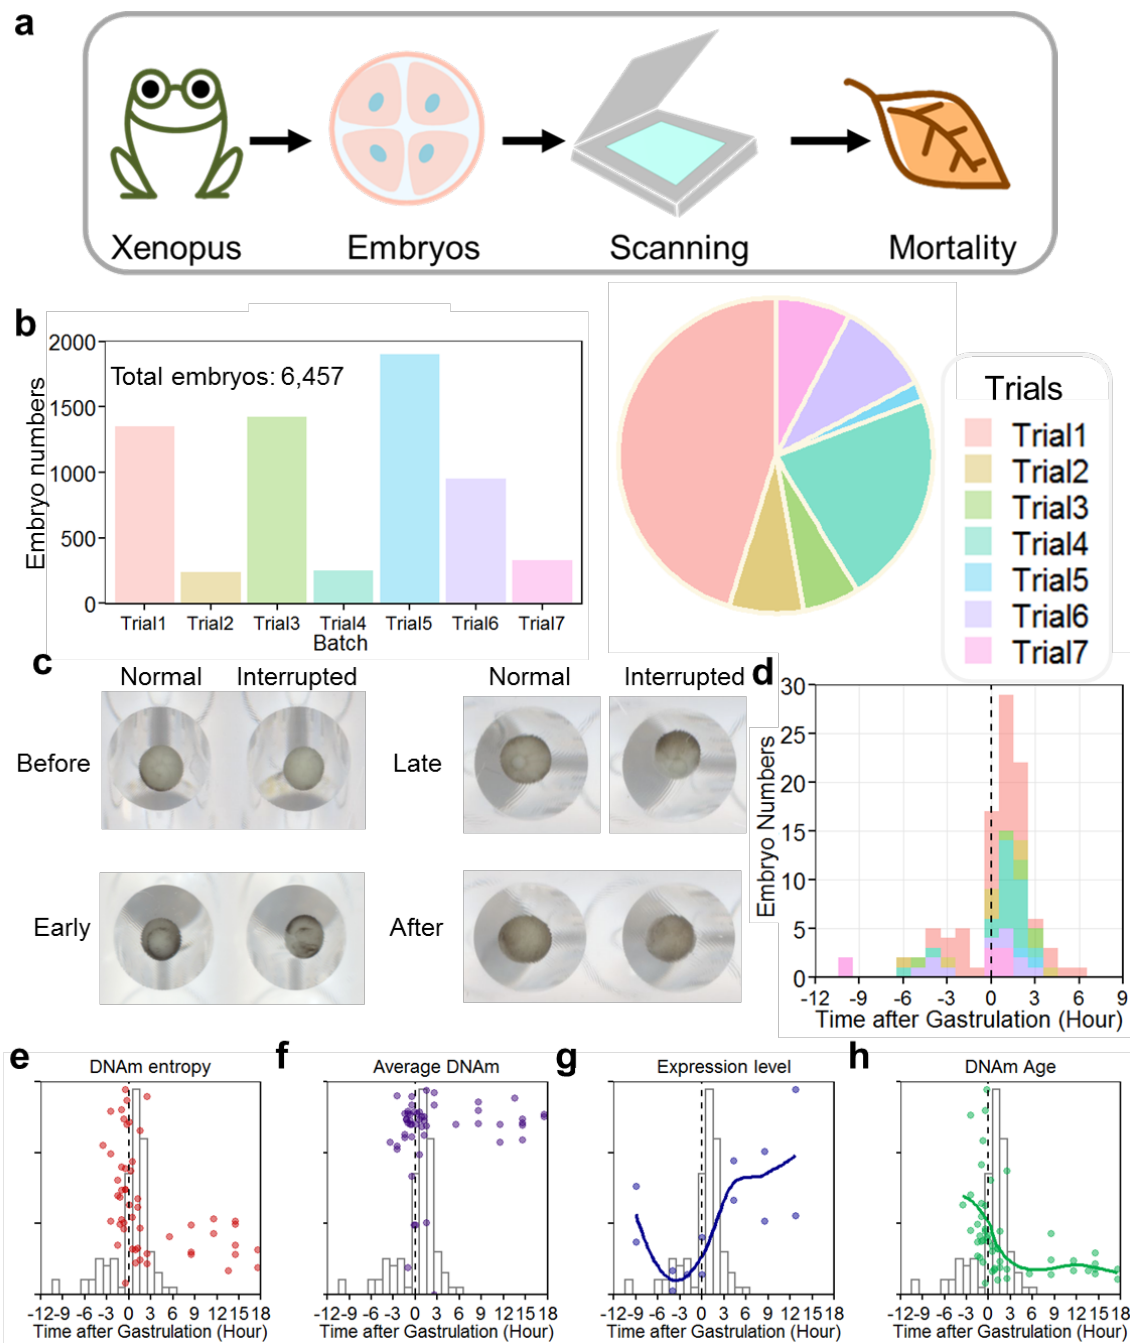 a
Xenopus Embryos Scanning Mortality
b
Total embryos: 6,457
Embryo numbers
2000
1500
1000
500
0
Trial1 Trial2 Trial3 Trial4 Trial5 Trial6 Trial7
Batch
Trials
Trial1
Trial2
Trial3
Trial4
Trial5
Trial6
Trial7
c
Normal Interrupted Normal Interrupted
Before Late
Early After
d
Embryo Numbers
30
25
20
15
10
5
0
-12 -9 -6 -3 0 3 6 9
Time after Gastrulation (Hour)
e
DNAm entropy
-12-9 -6 -3 0 3 6 9 12 15 18
Time after Gastrulation (Hour)
f
Average DNAm
-12-9 -6 -3 0 3 6 9 12 15 18
Time after Gastrulation (Hour)
g
Expression level
-12-9 -6 -3 0 3 6 9 12 15 18
Time after Gastrulation (Hour)
h
DNAm Age
-12-9 -6 -3 0 3 6 9 12 15 18
Time after Gastrulation (Hour)